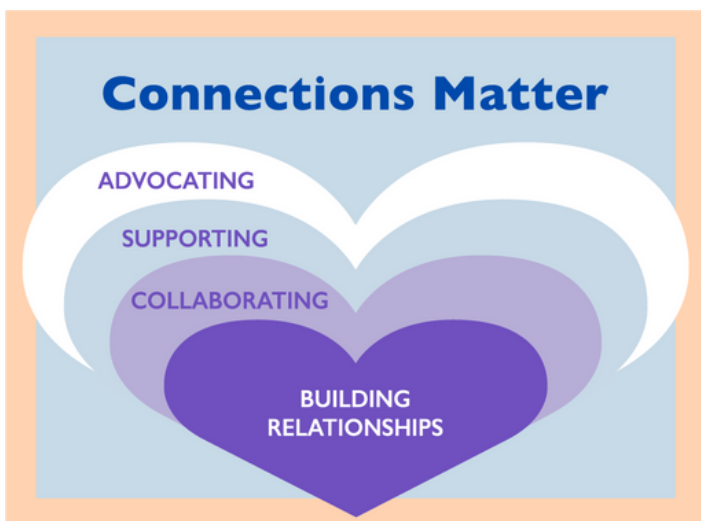 Connections Matter
ADVOCATING
SUPPORTING
COLLABORATING
BUILDING
RELATIONSHIPS